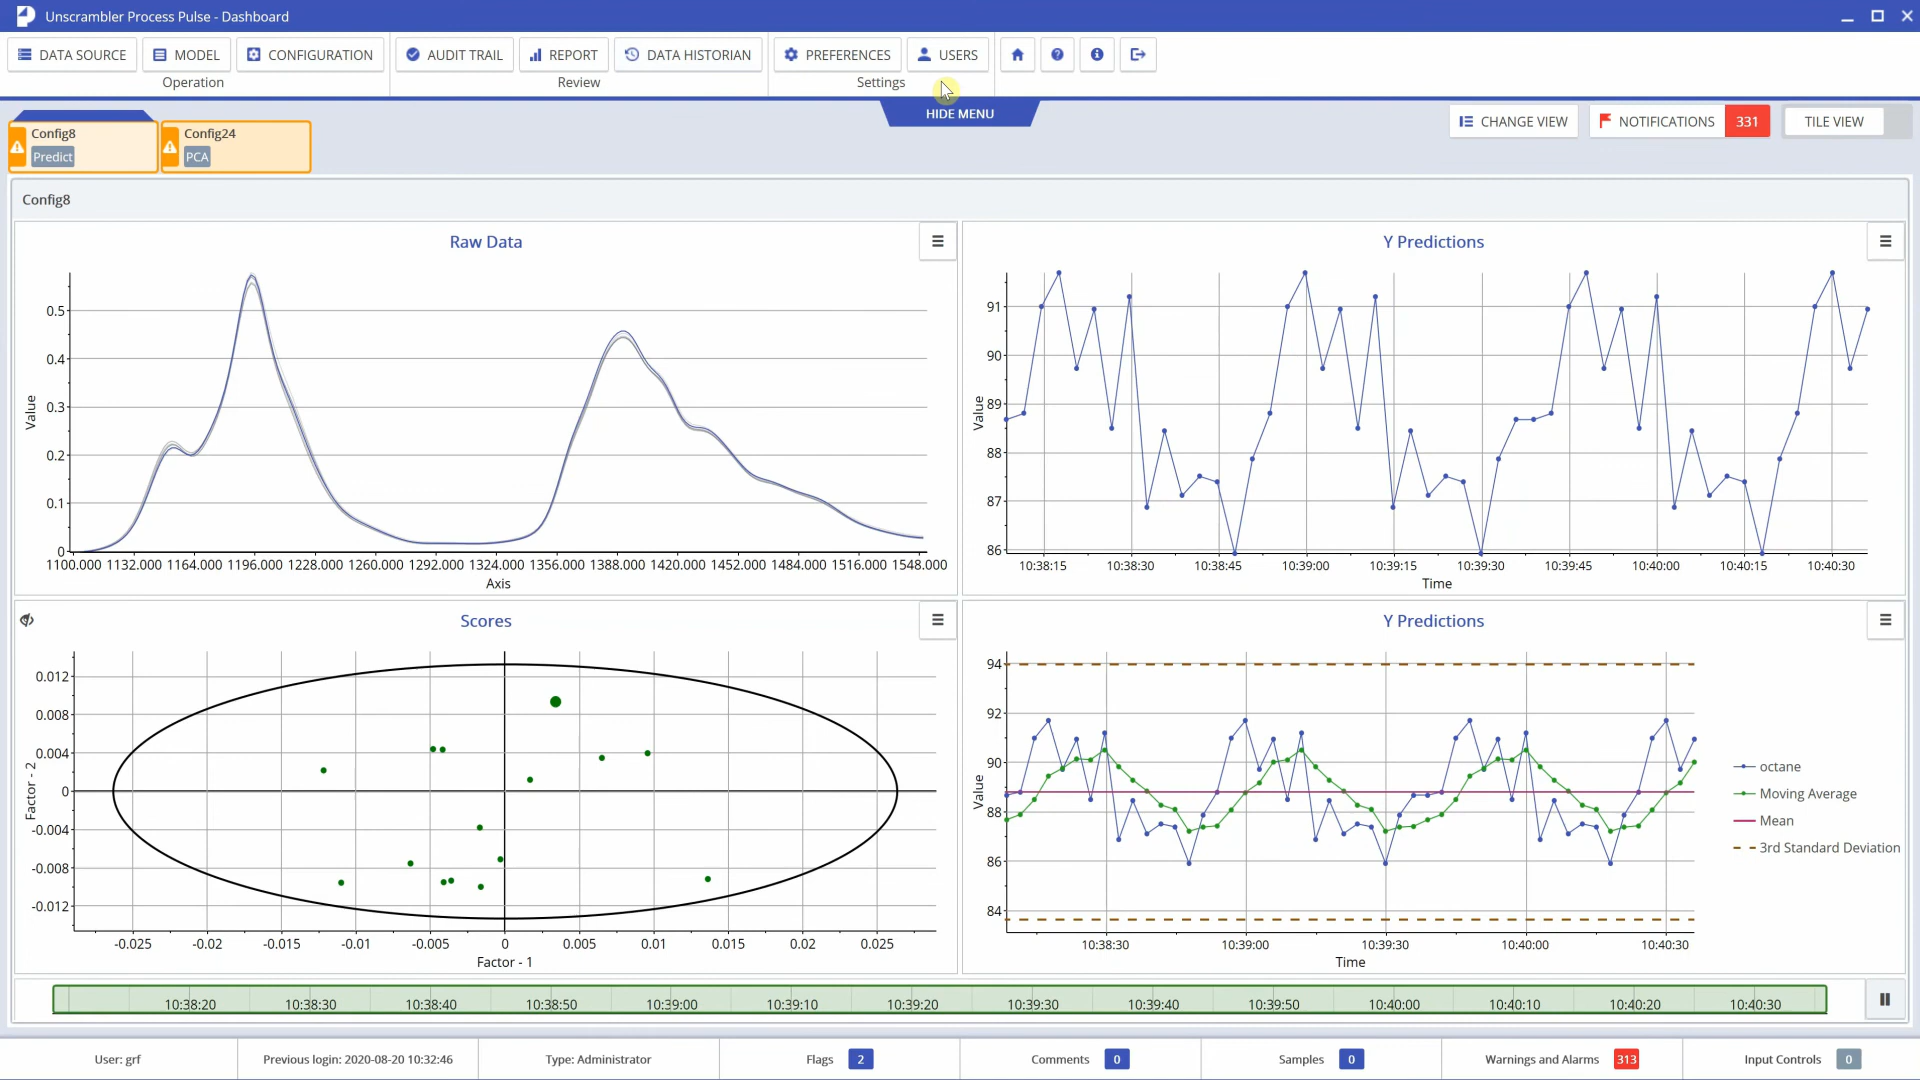 Unscrambler Process Pulse - Dashboard
DATA SOURCE MODEL CONFIGURATION AUDIT TRAIL REPORT DATA HISTORIAN PREFERENCES USERS
Operation Review Settings
HIDE MENU
CHANGE VIEW NOTIFICATIONS 331 TILE VIEW
Config8
Predict
Config24
PCA
Config8
Raw Data
Value
0.5
0.4
0.3
0.2
0.1
0
1100.000 1132.000 1164.000 1196.000 1228.000 1260.000 1292.000 1324.000 1356.000 1388.000 1420.000 1452.000 1484.000 1516.000 1548.000
Axis
Y Predictions
Value
91
90
89
88
87
86
10:38:15 10:38:30 10:38:45 10:39:00 10:39:15 10:39:30 10:39:45 10:40:00 10:40:15 10:40:30
Time
Scores
Factor - 2
0.012
0.008
0.004
0
-0.004
-0.008
-0.012
-0.025 -0.02 -0.015 -0.01 -0.005 0 0.005 0.01 0.015 0.02 0.025
Factor - 1
Y Predictions
Value
94
92
90
88
86
84
10:38:30 10:39:00 10:39:30 10:40:00 10:40:30
Time
octane
Moving Average
Mean
3rd Standard Deviation
10:38:20 10:38:30 10:38:40 10:38:50 10:39:00 10:39:10 10:39:20 10:39:30 10:39:40 10:39:50 10:40:00 10:40:10 10:40:20 10:40:30
User: grf Previous login: 2020-08-20 10:32:46 Type: Administrator Flags 2 Comments 0 Samples 0 Warnings and Alarms 313 Input Controls 0